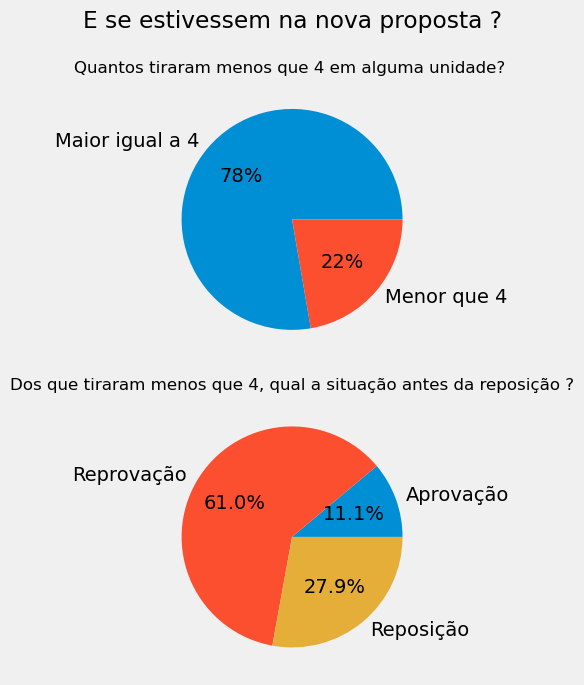 E se estivessem na nova proposta ?
Quantos tiraram menos que 4 em alguma unidade?
Maior igual a 4
78%
22%
Menor que 4
Dos que tiraram menos que 4, qual a situação antes da reposição ?
Reprovação
61.0%
Aprovação
11.1%
27.9%
Reposição